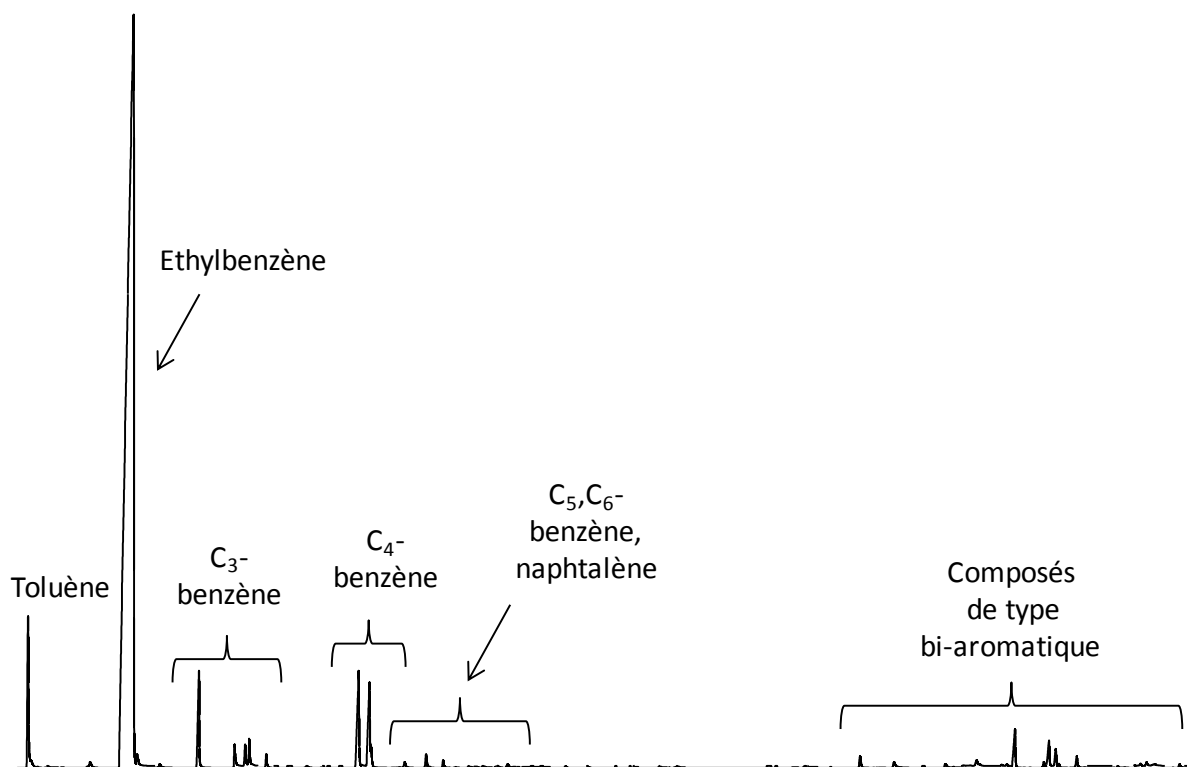 Ethylbenzène
Toluène
C₃-
benzène
C₄-
benzène
C₅,C₆-
benzène,
naphtalène
Composés
de type
bi-aromatique